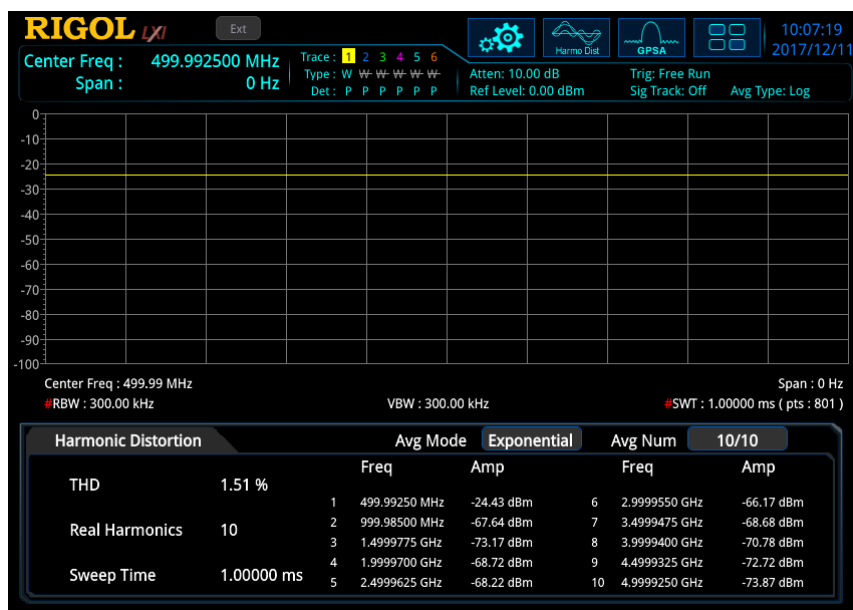 RIGOL LXI Ext 10:07:19
Harmo Dist GPSA 2017/12/11
Center Freq : 499.992500 MHz
Span : 0 Hz
Trace : 1 2 3 4 5 6
Type : W W W W W W
Det : P P P P P P
Atten: 10.00 dB
Ref Level: 0.00 dBm
Trig: Free Run
Sig Track: Off Avg Type: Log
0
-10
-20
-30
-40
-50
-60
-70
-80
-90
-100
Center Freq : 499.99 MHz Span : 0 Hz
#RBW : 300.00 kHz VBW : 300.00 kHz #SWT : 1.00000 ms ( pts : 801 )
Harmonic Distortion Avg Mode Exponential Avg Num 10/10
THD 1.51 %
Real Harmonics 10
Sweep Time 1.00000 ms
Freq Amp Freq Amp
1 499.99250 MHz -24.43 dBm 6 2.9999550 GHz -66.17 dBm
2 999.98500 MHz -67.64 dBm 7 3.4999475 GHz -68.68 dBm
3 1.4999775 GHz -73.17 dBm 8 3.9999400 GHz -70.78 dBm
4 1.9999700 GHz -68.72 dBm 9 4.4999325 GHz -72.72 dBm
5 2.4999625 GHz -68.22 dBm 10 4.9999250 GHz -73.87 dBm